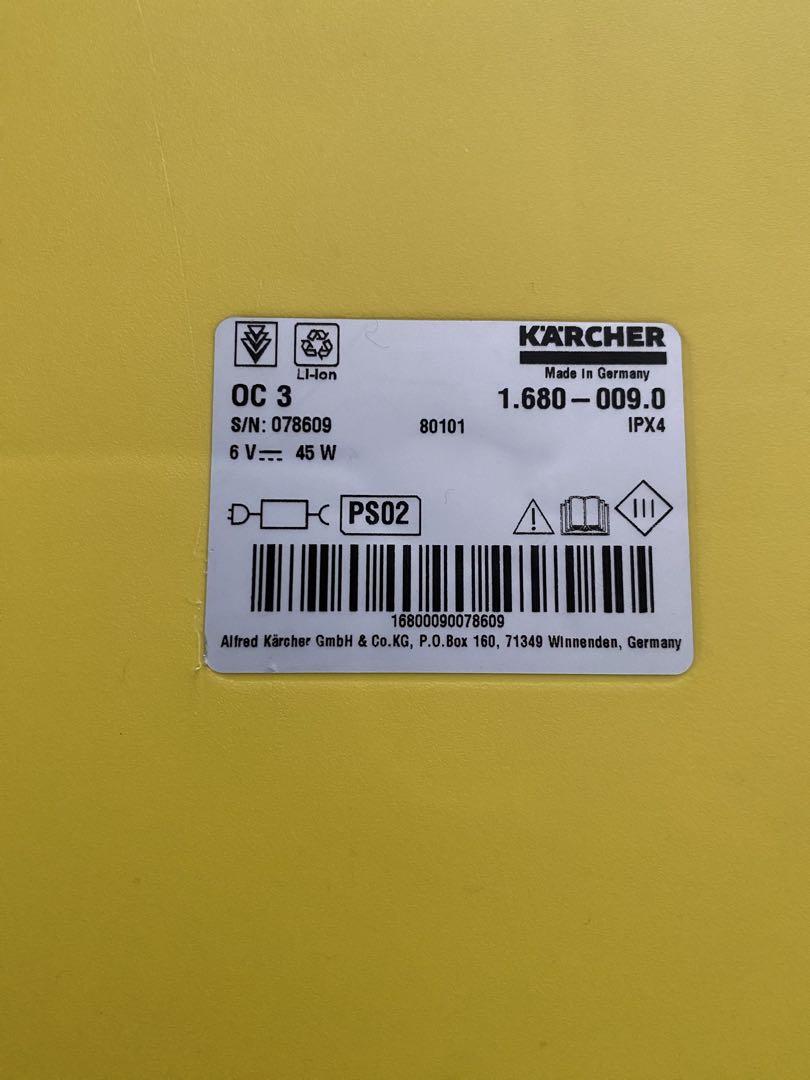 KÄRCHER
Li-Ion
Made in Germany
OC 3 1.680-009.0
S/N: 078609 80101 IPX4
6 V 45 W
PS02
16800090078609
Alfred Kärcher GmbH & Co.KG, P.O.Box 160, 71349 Winnenden, Germany